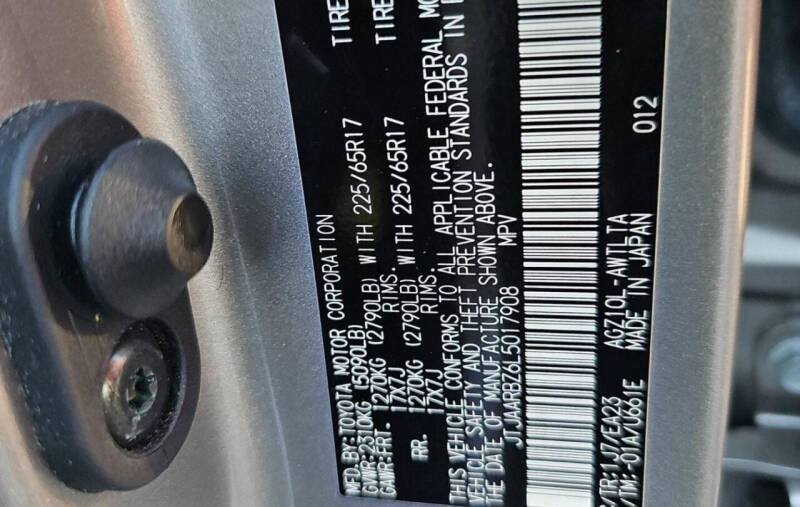 MFD.BY:TOYOTA MOTOR CORPORATION
GVWR:2310KG (5090LB)
GAWR:FRT. 1270KG (2790LB) WITH 225/65R17 TIRE
17X7J RIMS.
RR. 1270KG (2790LB) WITH 225/65R17 TIRE
17X7J RIMS.
THIS VEHICLE CONFORMS TO ALL APPLICABLE FEDERAL MO
VEHICLE SAFETY AND THEFT PREVENTION STANDARDS IN
THE DATE OF MANUFACTURE SHOWN ABOVE.
JTJAARBZ6L5017908 MPV
012
/TR:1J7/EA23 AGZ10L-AWTLTA
/TM:-01A/U661E MADE IN JAPAN